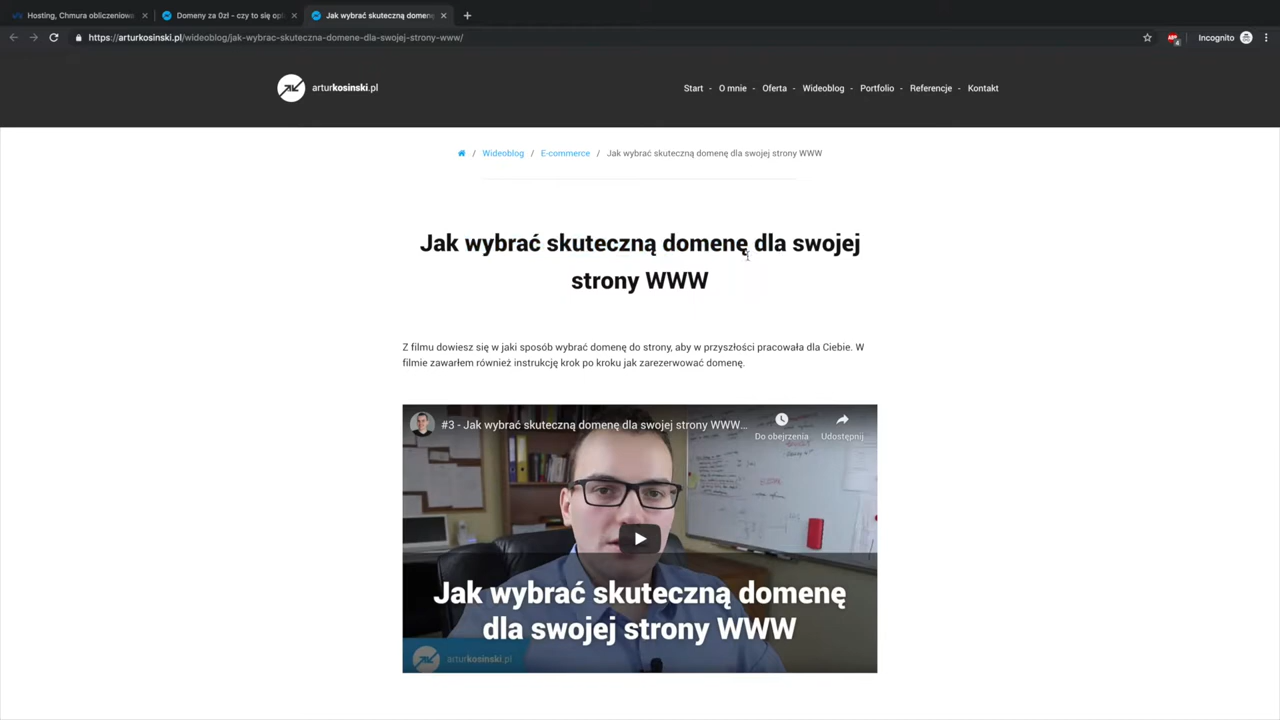 Hosting, Chmura obliczeniowa
Domeny za 0zł - czy to się opł
Jak wybrać skuteczną domenę
https://arturkosinski.pl/wideoblog/jak-wybrac-skuteczna-domene-dla-swojej-strony-www/
4
Incognito
arturkosinski.pl
Start - O mnie - Oferta - Wideoblog - Portfolio - Referencje - Kontakt
/ Wideoblog / E-commerce / Jak wybrać skuteczną domenę dla swojej strony WWW
Jak wybrać skuteczną domenę dla swojej
strony WWW
Z filmu dowiesz się w jaki sposób wybrać domenę do strony, aby w przyszłości pracowała dla Ciebie. W
filmie zawarłem również instrukcję krok po kroku jak zarezerwować domenę.
#3 - Jak wybrać skuteczną domenę dla swojej strony WWW...
Do obejrzenia
Udostępnij
Jak wybrać skuteczną domenę
dla swojej strony WWW
arturkosinski.pl